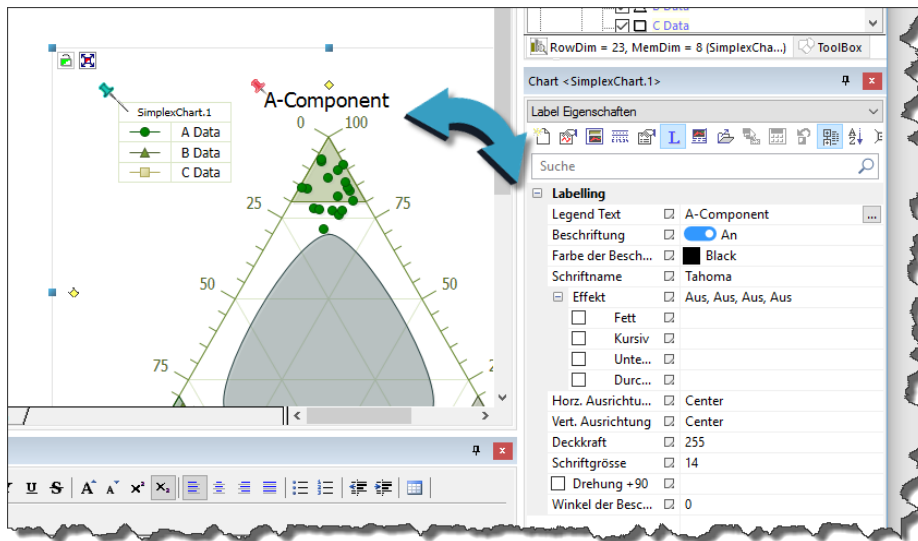 Data
C Data
RowDim = 23, MemDim = 8 (SimplexCha...) ToolBox
Chart <SimplexChart.1>
Label Eigenschaften
L
Suche
Labelling
Legend Text A-Component ...
Beschriftung An
Farbe der Besch... Black
Schriftname Tahoma
Effekt Aus, Aus, Aus, Aus
Fett
Kursiv
Unte...
Durc...
Horz. Ausrichtu... Center
Vert. Ausrichtung Center
Deckkraft 255
Schriftgrösse 14
Drehung +90
Winkel der Besc... 0
A-Component
SimplexChart.1
A Data
B Data
C Data
0 100
25 75
50 50
75
U S A A x² X₂